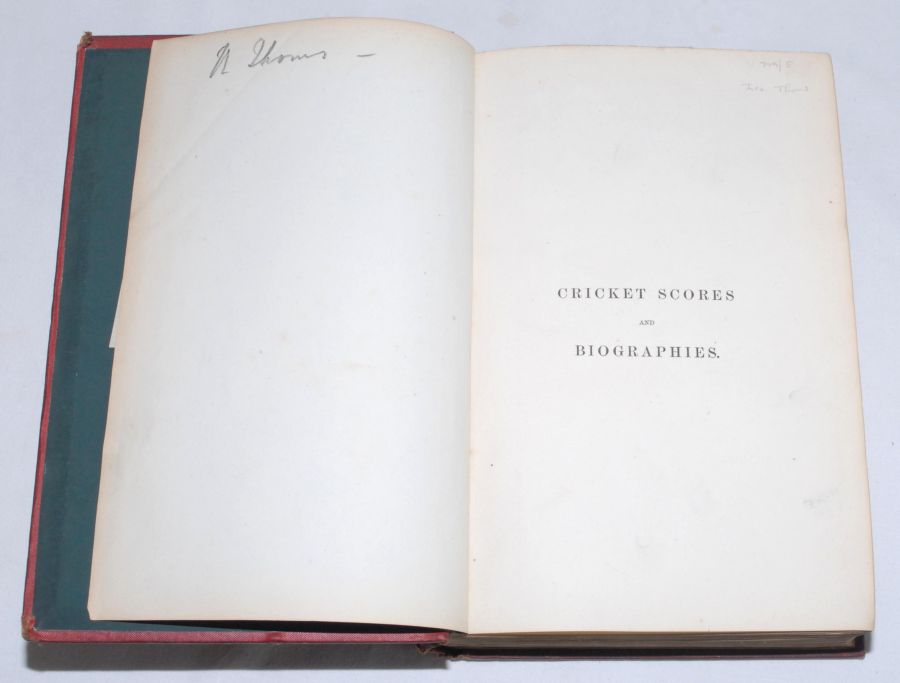 Thoms —
CRICKET SCORES
AND
BIOGRAPHIES.